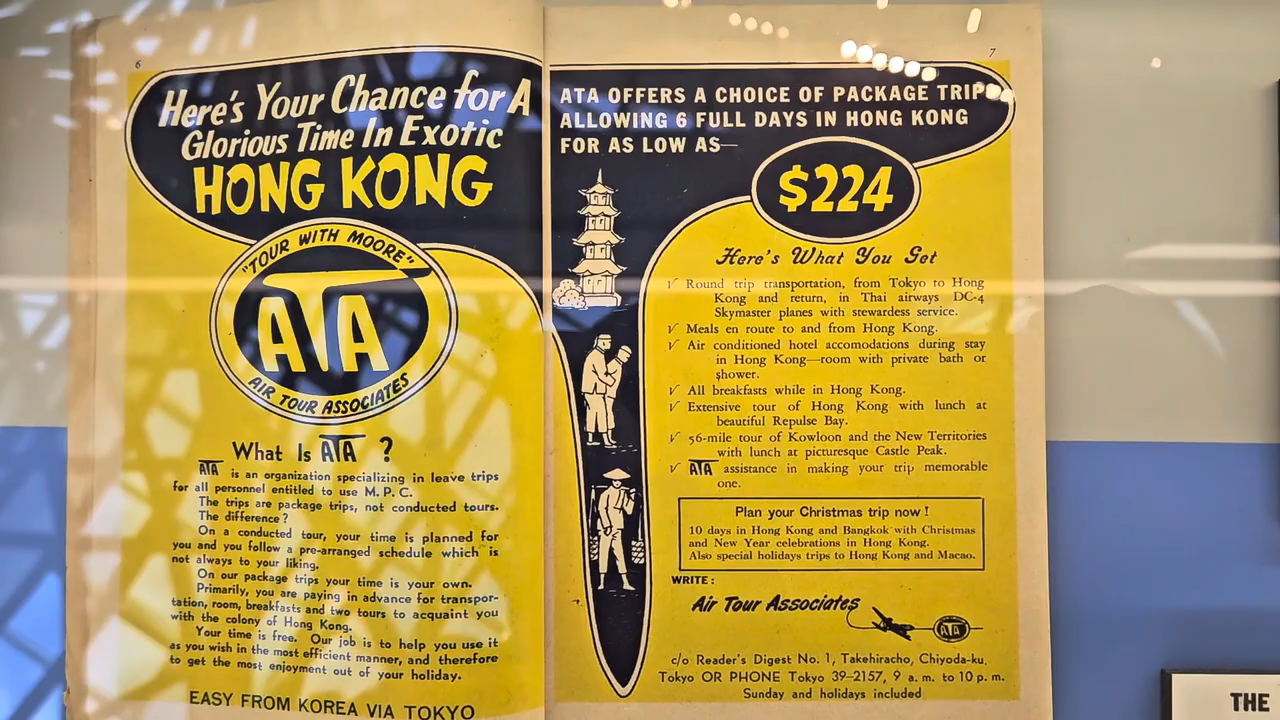 6
Here's Your Chance for A
Glorious Time In Exotic
HONG KONG
"TOUR WITH MOORE"
ATA
AIR TOUR ASSOCIATES
What Is ATA ?
ATA is an organization specializing in leave trips
for all personnel entitled to use M. P. C.
The trips are package trips, not conducted tours.
The difference ?
On a conducted tour, your time is planned for
you and you follow a pre-arranged schedule which is
not always to your liking.
On our package trips your time is your own.
Primarily, you are paying in advance for transpor-
tation, room, breakfasts and two tours to acquaint you
with the colony of Hong Kong.
Your time is free. Our job is to help you use it
as you wish in the most efficient manner, and therefore
to get the most enjoyment out of your holiday.
EASY FROM KOREA VIA TOKYO
7
ATA OFFERS A CHOICE OF PACKAGE TRIPS
ALLOWING 6 FULL DAYS IN HONG KONG
FOR AS LOW AS—
$224
Here's What You Get
✓ Round trip transportation, from Tokyo to Hong
Kong and return, in Thai airways DC-4
Skymaster planes with stewardess service.
✓ Meals en route to and from Hong Kong.
✓ Air conditioned hotel accomodations during stay
in Hong Kong—room with private bath or
shower.
✓ All breakfasts while in Hong Kong.
✓ Extensive tour of Hong Kong with lunch at
beautiful Repulse Bay.
✓ 56-mile tour of Kowloon and the New Territories
with lunch at picturesque Castle Peak.
✓ ATA assistance in making your trip memorable
one.
Plan your Christmas trip now !
10 days in Hong Kong and Bangkok with Christmas
and New Year celebrations in Hong Kong.
Also special holidays trips to Hong Kong and Macao.
WRITE :
Air Tour Associates
ATA
c/o Reader's Digest No. 1, Takehiracho, Chiyoda-ku,
Tokyo OR PHONE Tokyo 39-2157, 9 a. m. to 10 p. m.
Sunday and holidays included
THE